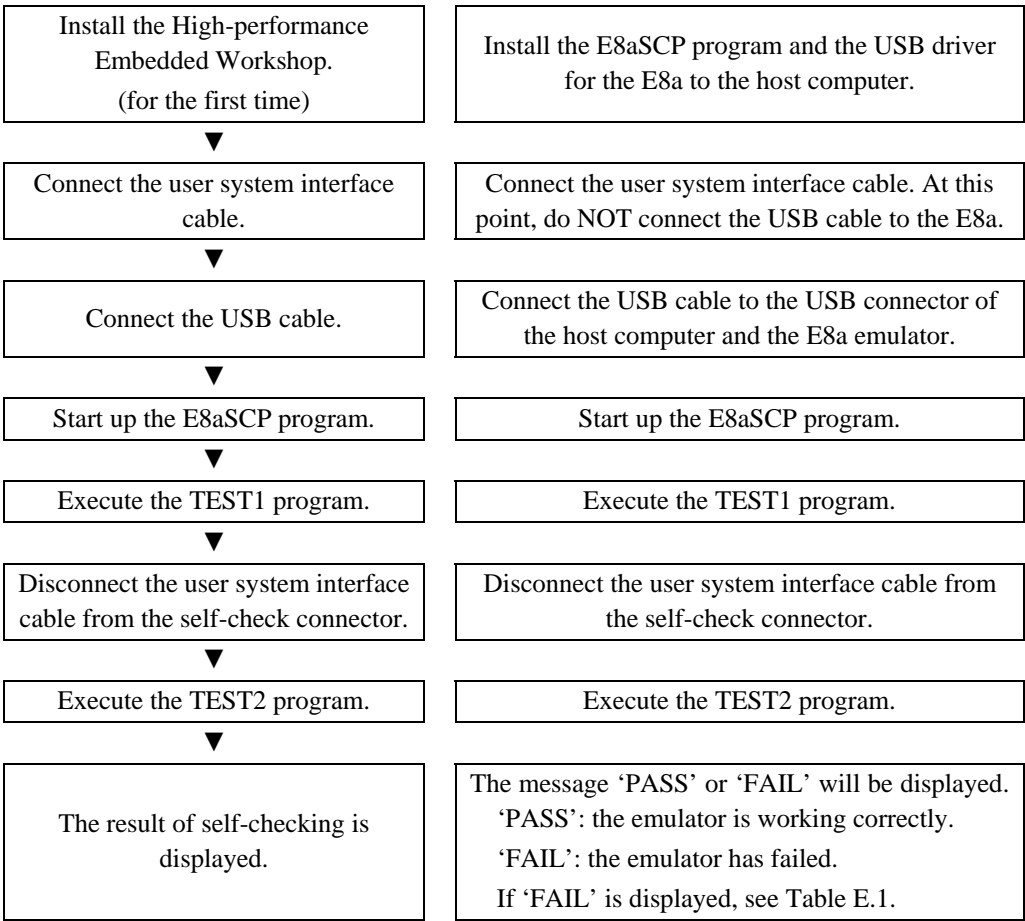 Install the High-performance
Embedded Workshop.
(for the first time)
Install the E8aSCP program and the USB driver
for the E8a to the host computer.
▼
Connect the user system interface
cable.
Connect the user system interface cable. At this
point, do NOT connect the USB cable to the E8a.
▼
Connect the USB cable.
Connect the USB cable to the USB connector of
the host computer and the E8a emulator.
▼
Start up the E8aSCP program.
Start up the E8aSCP program.
▼
Execute the TEST1 program.
Execute the TEST1 program.
▼
Disconnect the user system interface
cable from the self-check connector.
Disconnect the user system interface cable from
the self-check connector.
▼
Execute the TEST2 program.
Execute the TEST2 program.
▼
The result of self-checking is
displayed.
The message ‘PASS’ or ‘FAIL’ will be displayed.
‘PASS’: the emulator is working correctly.
‘FAIL’: the emulator has failed.
If ‘FAIL’ is displayed, see Table E.1.